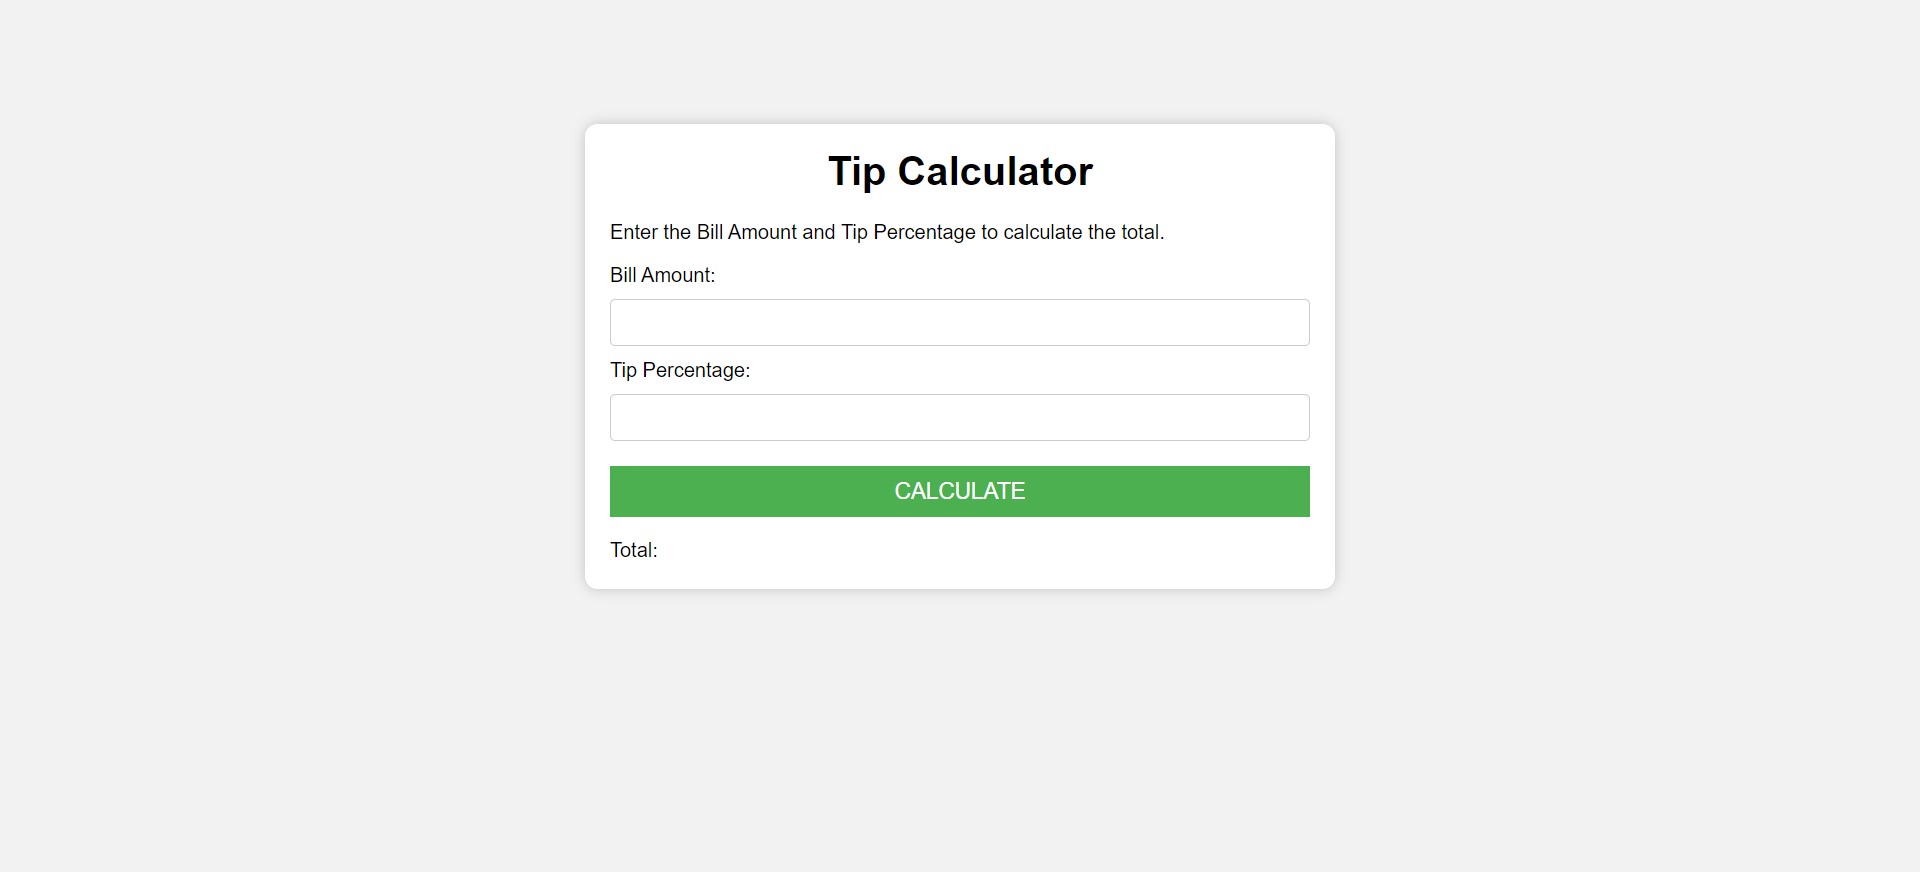 Tip Calculator
Enter the Bill Amount and Tip Percentage to calculate the total.
Bill Amount:
Tip Percentage:
CALCULATE
Total: